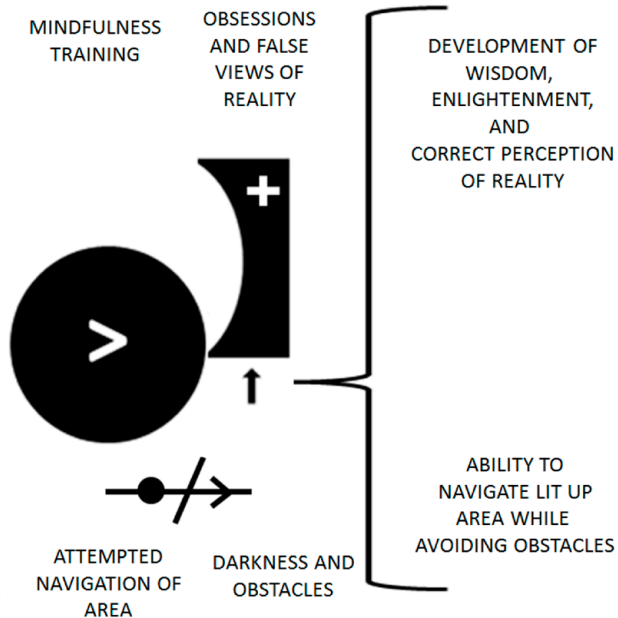 MINDFULNESS
TRAINING
OBSESSIONS
AND FALSE
VIEWS OF
REALITY
DEVELOPMENT OF
WISDOM,
ENLIGHTENMENT,
AND
CORRECT PERCEPTION
OF REALITY
+
>
ABILITY TO
NAVIGATE LIT UP
AREA WHILE
AVOIDING OBSTACLES
ATTEMPTED
NAVIGATION OF
AREA
DARKNESS AND
OBSTACLES